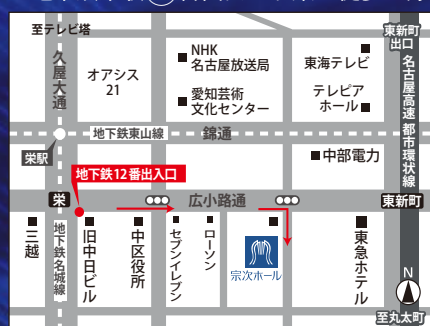 至テレビ塔
久屋大通
オアシス
21
NHK
名古屋放送局
愛知芸術
文化センター
東海テレビ
テレピア
ホール
東新町
出口
名古屋高速 都市環状線
地下鉄東山線
錦通
栄駅
中部電力
地下鉄12番出入口
栄
広小路通
東新町
三越
地下鉄名城線
旧中日ビル
中区役所
セブンイレブン
ローソン
宗次ホール
東急ホテル
N
至丸太町